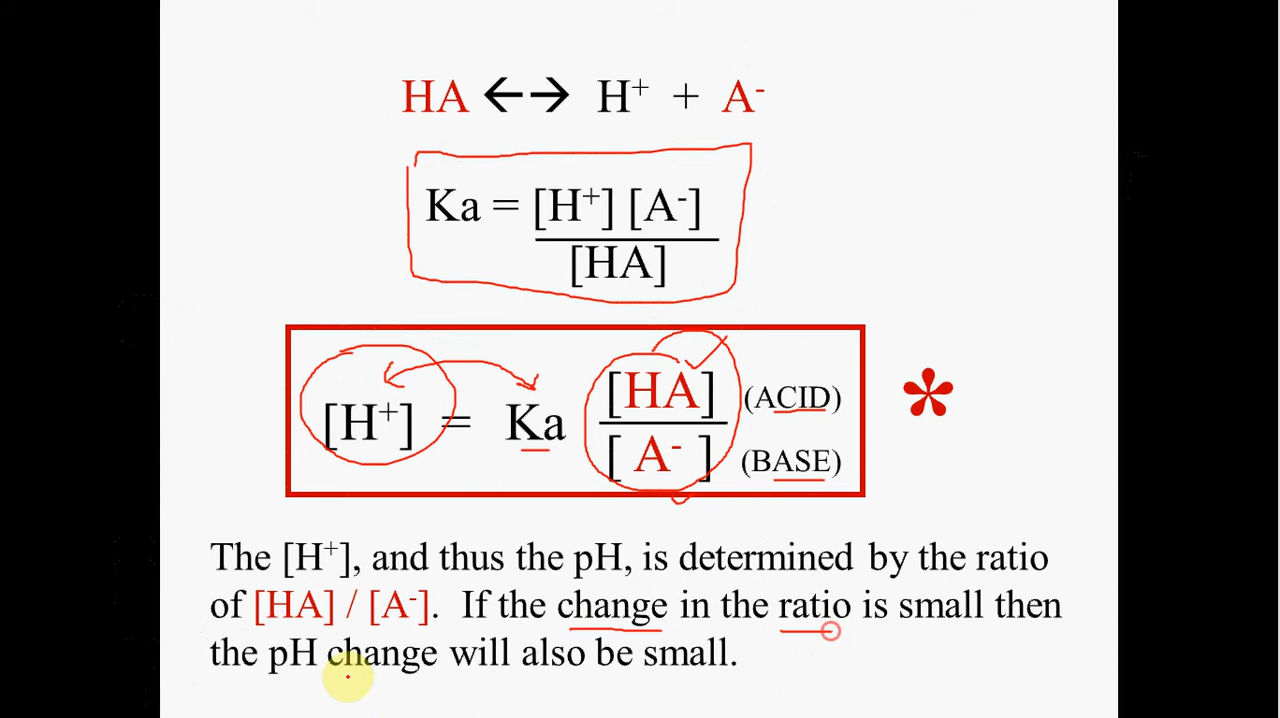 HA ←→ H⁺ + A⁻
Ka = [H⁺] [A⁻]
[HA]
[HA] (ACID)
[H⁺] = Ka
[ A⁻ ] (BASE)
*
The [H⁺], and thus the pH, is determined by the ratio
of [HA] / [A⁻]. If the change in the ratio is small then
the pH change will also be small.